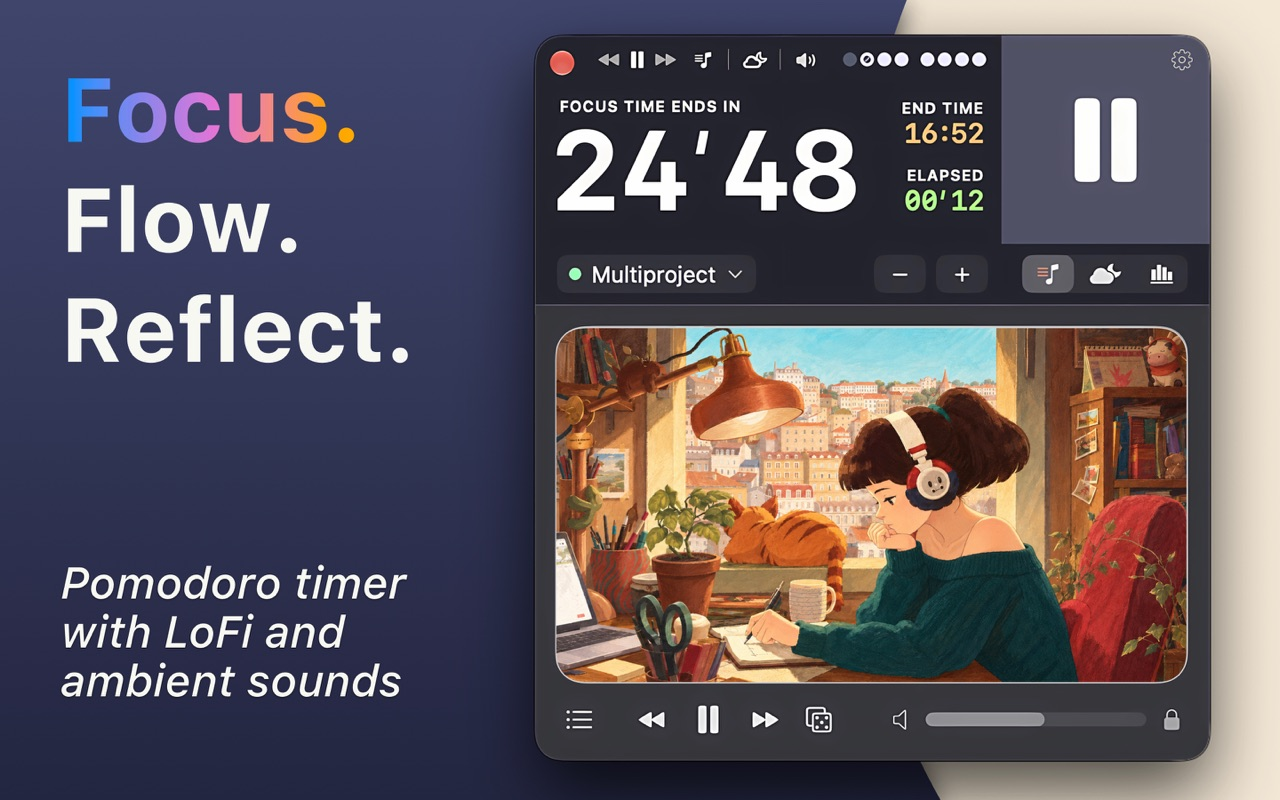 Focus.
Flow.
Reflect.
Pomodoro timer
with LoFi and
ambient sounds
FOCUS TIME ENDS IN
24'48
END TIME
16:52
ELAPSED
00'12
Multiproject